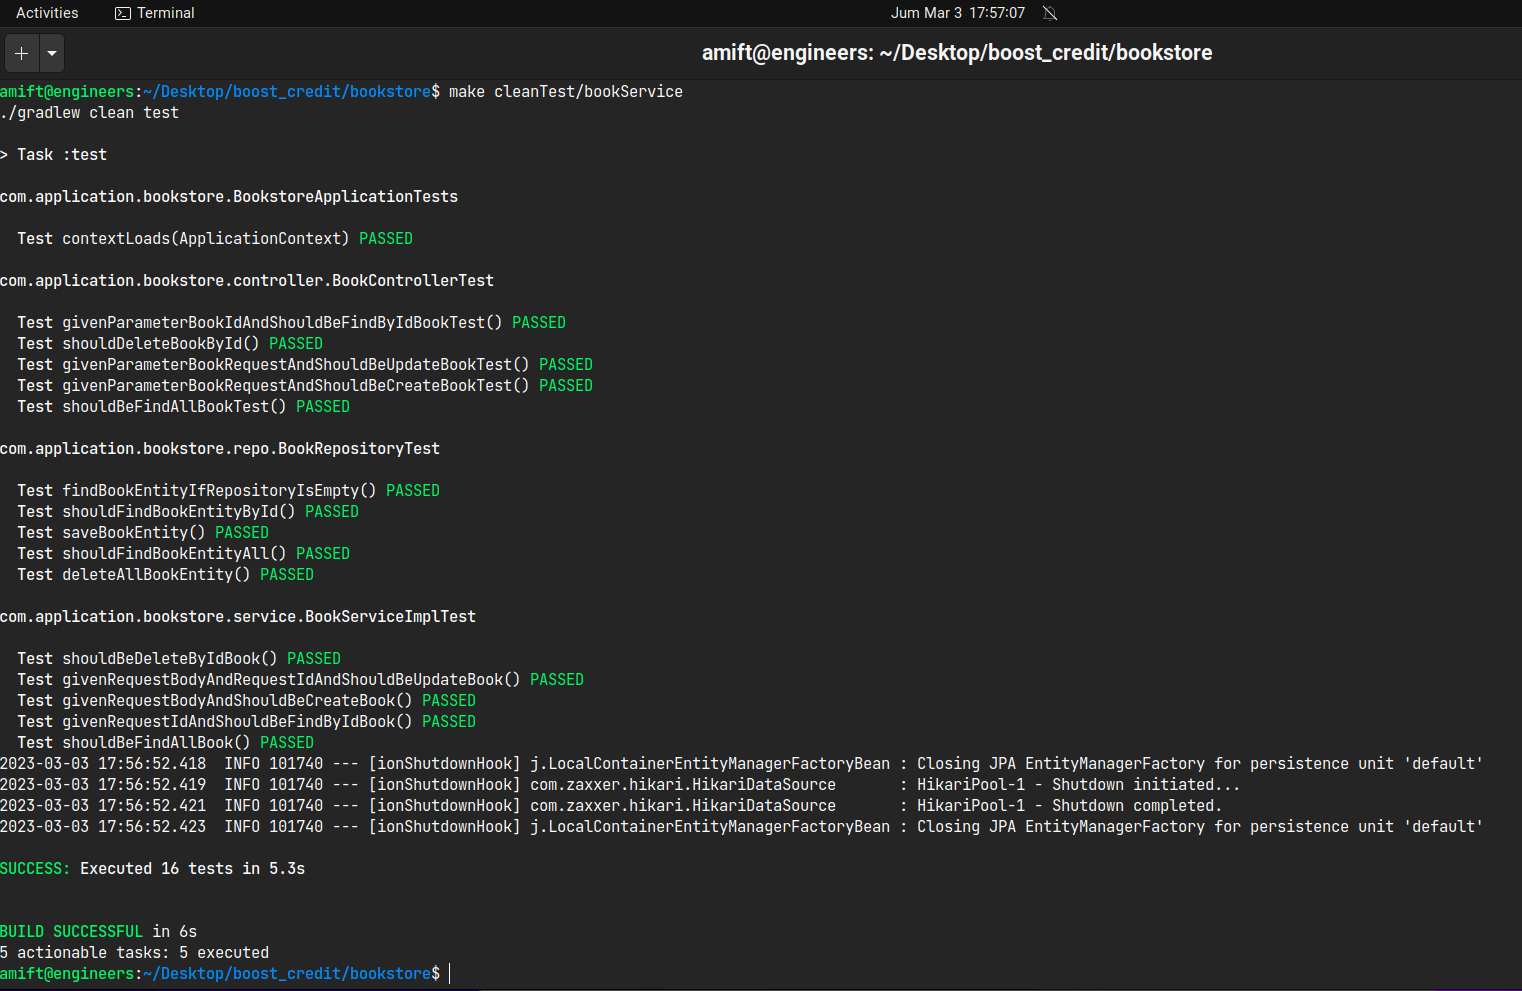 Activities Terminal Jum Mar 3 17:57:07
amift@engineers: ~/Desktop/boost_credit/bookstore
amift@engineers:~/Desktop/boost_credit/bookstore$ make cleanTest/bookService
./gradlew clean test
> Task :test
com.application.bookstore.BookstoreApplicationTests
Test contextLoads(ApplicationContext) PASSED
com.application.bookstore.controller.BookControllerTest
Test givenParameterBookIdAndShouldBeFindByIdBookTest() PASSED
Test shouldDeleteBookById() PASSED
Test givenParameterBookRequestAndShouldBeUpdateBookTest() PASSED
Test givenParameterBookRequestAndShouldBeCreateBookTest() PASSED
Test shouldBeFindAllBookTest() PASSED
com.application.bookstore.repo.BookRepositoryTest
Test findBookEntityIfRepositoryIsEmpty() PASSED
Test shouldFindBookEntityById() PASSED
Test saveBookEntity() PASSED
Test shouldFindBookEntityAll() PASSED
Test deleteAllBookEntity() PASSED
com.application.bookstore.service.BookServiceImplTest
Test shouldBeDeleteByIdBook() PASSED
Test givenRequestBodyAndRequestIdAndShouldBeUpdateBook() PASSED
Test givenRequestBodyAndShouldBeCreateBook() PASSED
Test givenRequestIdAndShouldBeFindByIdBook() PASSED
Test shouldBeFindAllBook() PASSED
2023-03-03 17:56:52.418  INFO 101740 --- [ionShutdownHook] j.LocalContainerEntityManagerFactoryBean : Closing JPA EntityManagerFactory for persistence unit 'default'
2023-03-03 17:56:52.419  INFO 101740 --- [ionShutdownHook] com.zaxxer.hikari.HikariDataSource       : HikariPool-1 - Shutdown initiated...
2023-03-03 17:56:52.421  INFO 101740 --- [ionShutdownHook] com.zaxxer.hikari.HikariDataSource       : HikariPool-1 - Shutdown completed.
2023-03-03 17:56:52.423  INFO 101740 --- [ionShutdownHook] j.LocalContainerEntityManagerFactoryBean : Closing JPA EntityManagerFactory for persistence unit 'default'
SUCCESS: Executed 16 tests in 5.3s
BUILD SUCCESSFUL in 6s
5 actionable tasks: 5 executed
amift@engineers:~/Desktop/boost_credit/bookstore$